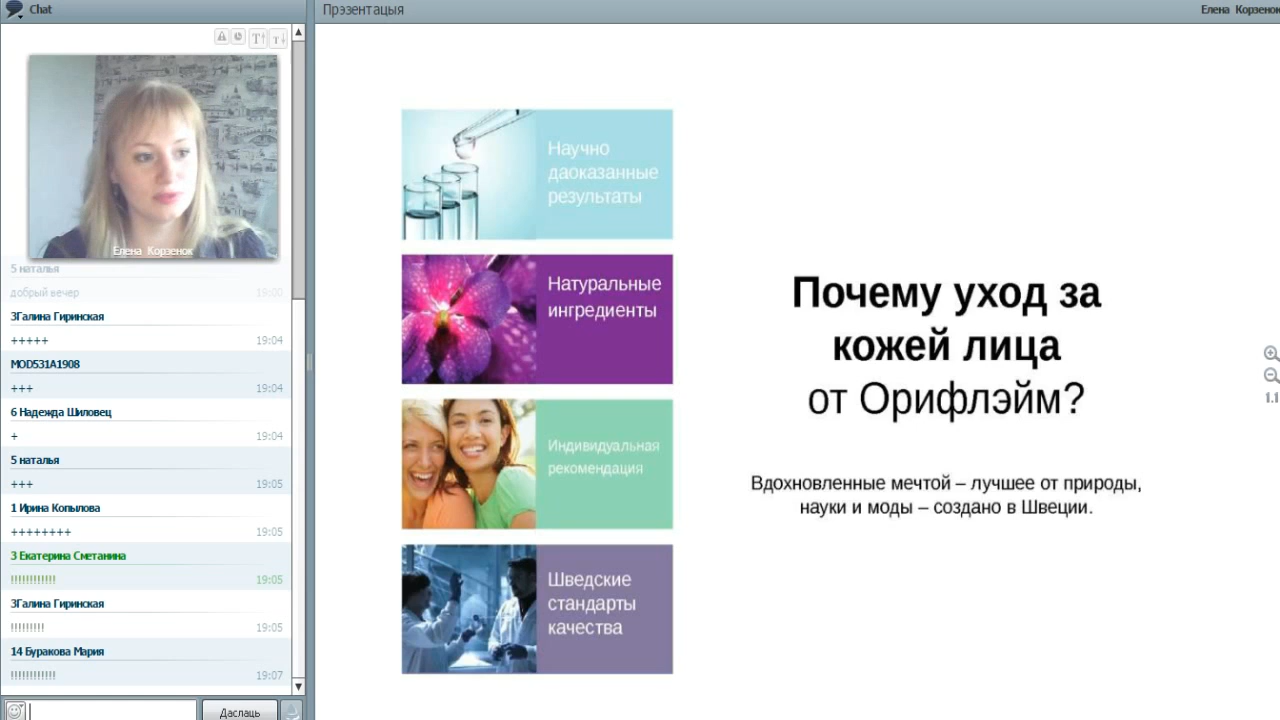 Chat
Прэзентацыя
Елена Корзенок
Елена Корзенок
5 наталья
добрый вечер 19:00
3Галина Гиринская
+++++ 19:04
MOD531A1908
+++ 19:04
6 Надежда Шиловец
+ 19:04
5 наталья
+++ 19:05
1 Ирина Копылова
++++++++ 19:05
3 Екатерина Сметанина
!!!!!!!!!!!! 19:05
3Галина Гиринская
!!!!!!!!! 19:05
14 Буракова Мария
!!!!!!!!!!!! 19:07
Даслаць
Научно
даоказанные
результаты
Натуральные
ингредиенты
Индивидуальная
рекомендация
Шведские
стандарты
качества
Почему уход за
кожей лица
от Орифлэйм?
Вдохновленные мечтой – лучшее от природы,
науки и моды – создано в Швеции.
1.1